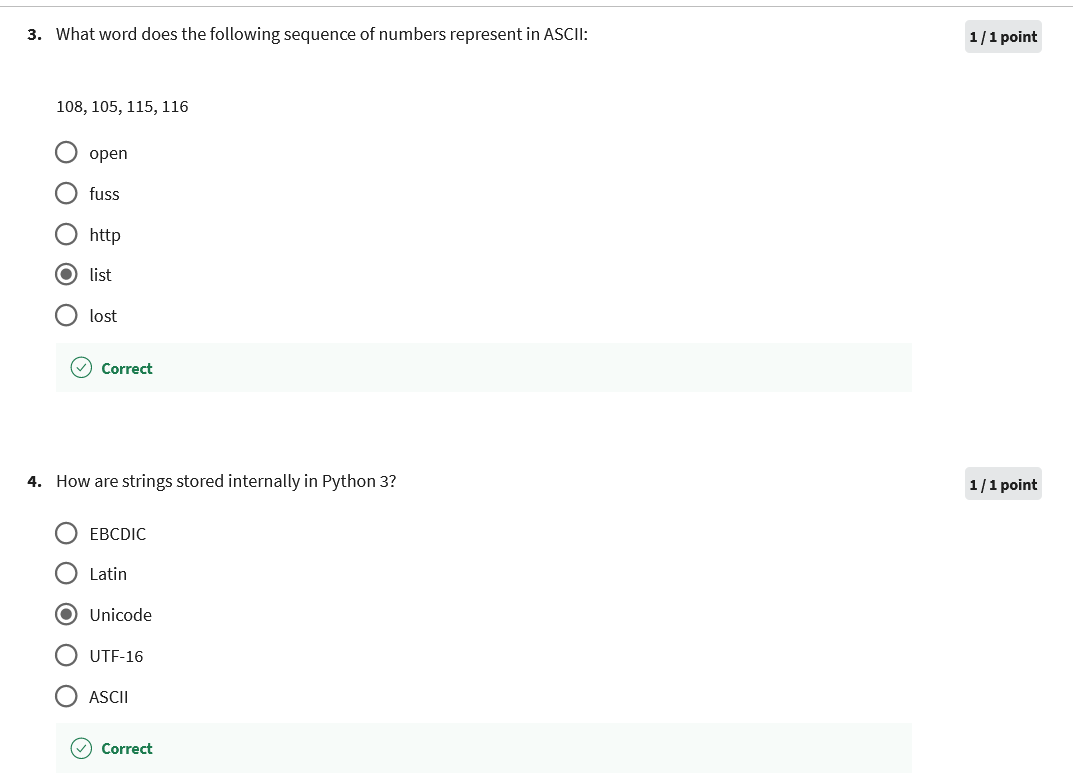 3. What word does the following sequence of numbers represent in ASCII:
1 / 1 point
108, 105, 115, 116
open
fuss
http
list
lost
Correct
4. How are strings stored internally in Python 3?
1 / 1 point
EBCDIC
Latin
Unicode
UTF-16
ASCII
Correct